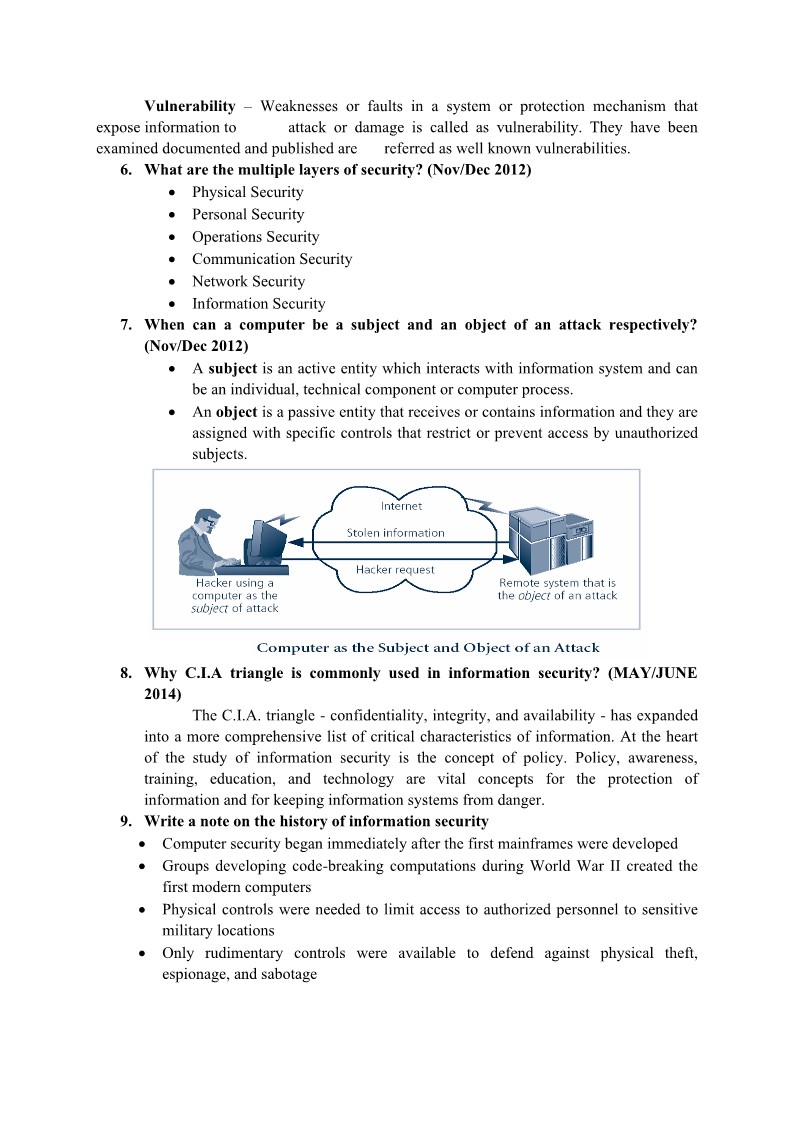 Vulnerability – Weaknesses or faults in a system or protection mechanism that
expose information to attack or damage is called as vulnerability. They have been
examined documented and published are referred as well known vulnerabilities.
6. What are the multiple layers of security? (Nov/Dec 2012)
• Physical Security
• Personal Security
• Operations Security
• Communication Security
• Network Security
• Information Security
7. When can a computer be a subject and an object of an attack respectively?
(Nov/Dec 2012)
• A subject is an active entity which interacts with information system and can
be an individual, technical component or computer process.
• An object is a passive entity that receives or contains information and they are
assigned with specific controls that restrict or prevent access by unauthorized
subjects.
Internet
Stolen information
Hacker request
Hacker using a
computer as the
subject of attack
Remote system that is
the object of an attack
Computer as the Subject and Object of an Attack
8. Why C.I.A triangle is commonly used in information security? (MAY/JUNE
2014)
The C.I.A. triangle - confidentiality, integrity, and availability - has expanded
into a more comprehensive list of critical characteristics of information. At the heart
of the study of information security is the concept of policy. Policy, awareness,
training, education, and technology are vital concepts for the protection of
information and for keeping information systems from danger.
9. Write a note on the history of information security
• Computer security began immediately after the first mainframes were developed
• Groups developing code-breaking computations during World War II created the
first modern computers
• Physical controls were needed to limit access to authorized personnel to sensitive
military locations
• Only rudimentary controls were available to defend against physical theft,
espionage, and sabotage